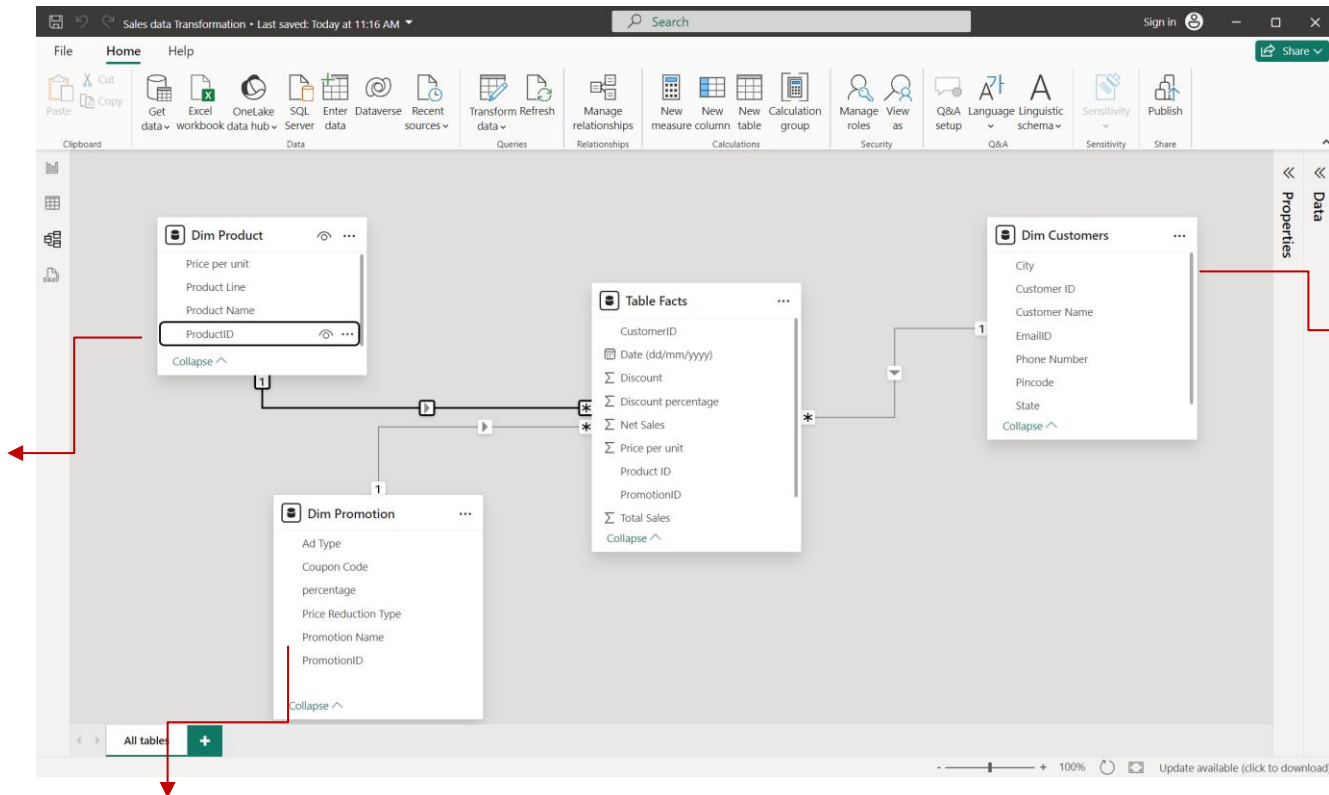 Sales data Transformation • Last saved: Today at 11:16 AM
Search
Sign in
File Home Help
Share
Paste
Cut
Copy
Clipboard
Get data
Excel workbook
OneLake data hub
SQL Server
Enter data
Dataverse
Recent sources
Data
Transform data
Refresh
Queries
Manage relationships
Relationships
New measure
New column
New table
Calculation group
Calculations
Manage roles
View as
Security
Q&A setup
Language
Linguistic schema
Q&A
Sensitivity
Sensitivity
Publish
Share
Properties
Data
Dim Product
Price per unit
Product Line
Product Name
ProductID
Collapse
1
*
Table Facts
CustomerID
Date (dd/mm/yyyy)
Σ Discount
Σ Discount percentage
Σ Net Sales
Σ Price per unit
Product ID
PromotionID
Σ Total Sales
Collapse
*
*
1
Dim Customers
City
Customer ID
Customer Name
EmailID
Phone Number
Pincode
State
Collapse
1
Dim Promotion
Ad Type
Coupon Code
percentage
Price Reduction Type
Promotion Name
PromotionID
Collapse
All tables
+
- + 100%
Update available (click to download)